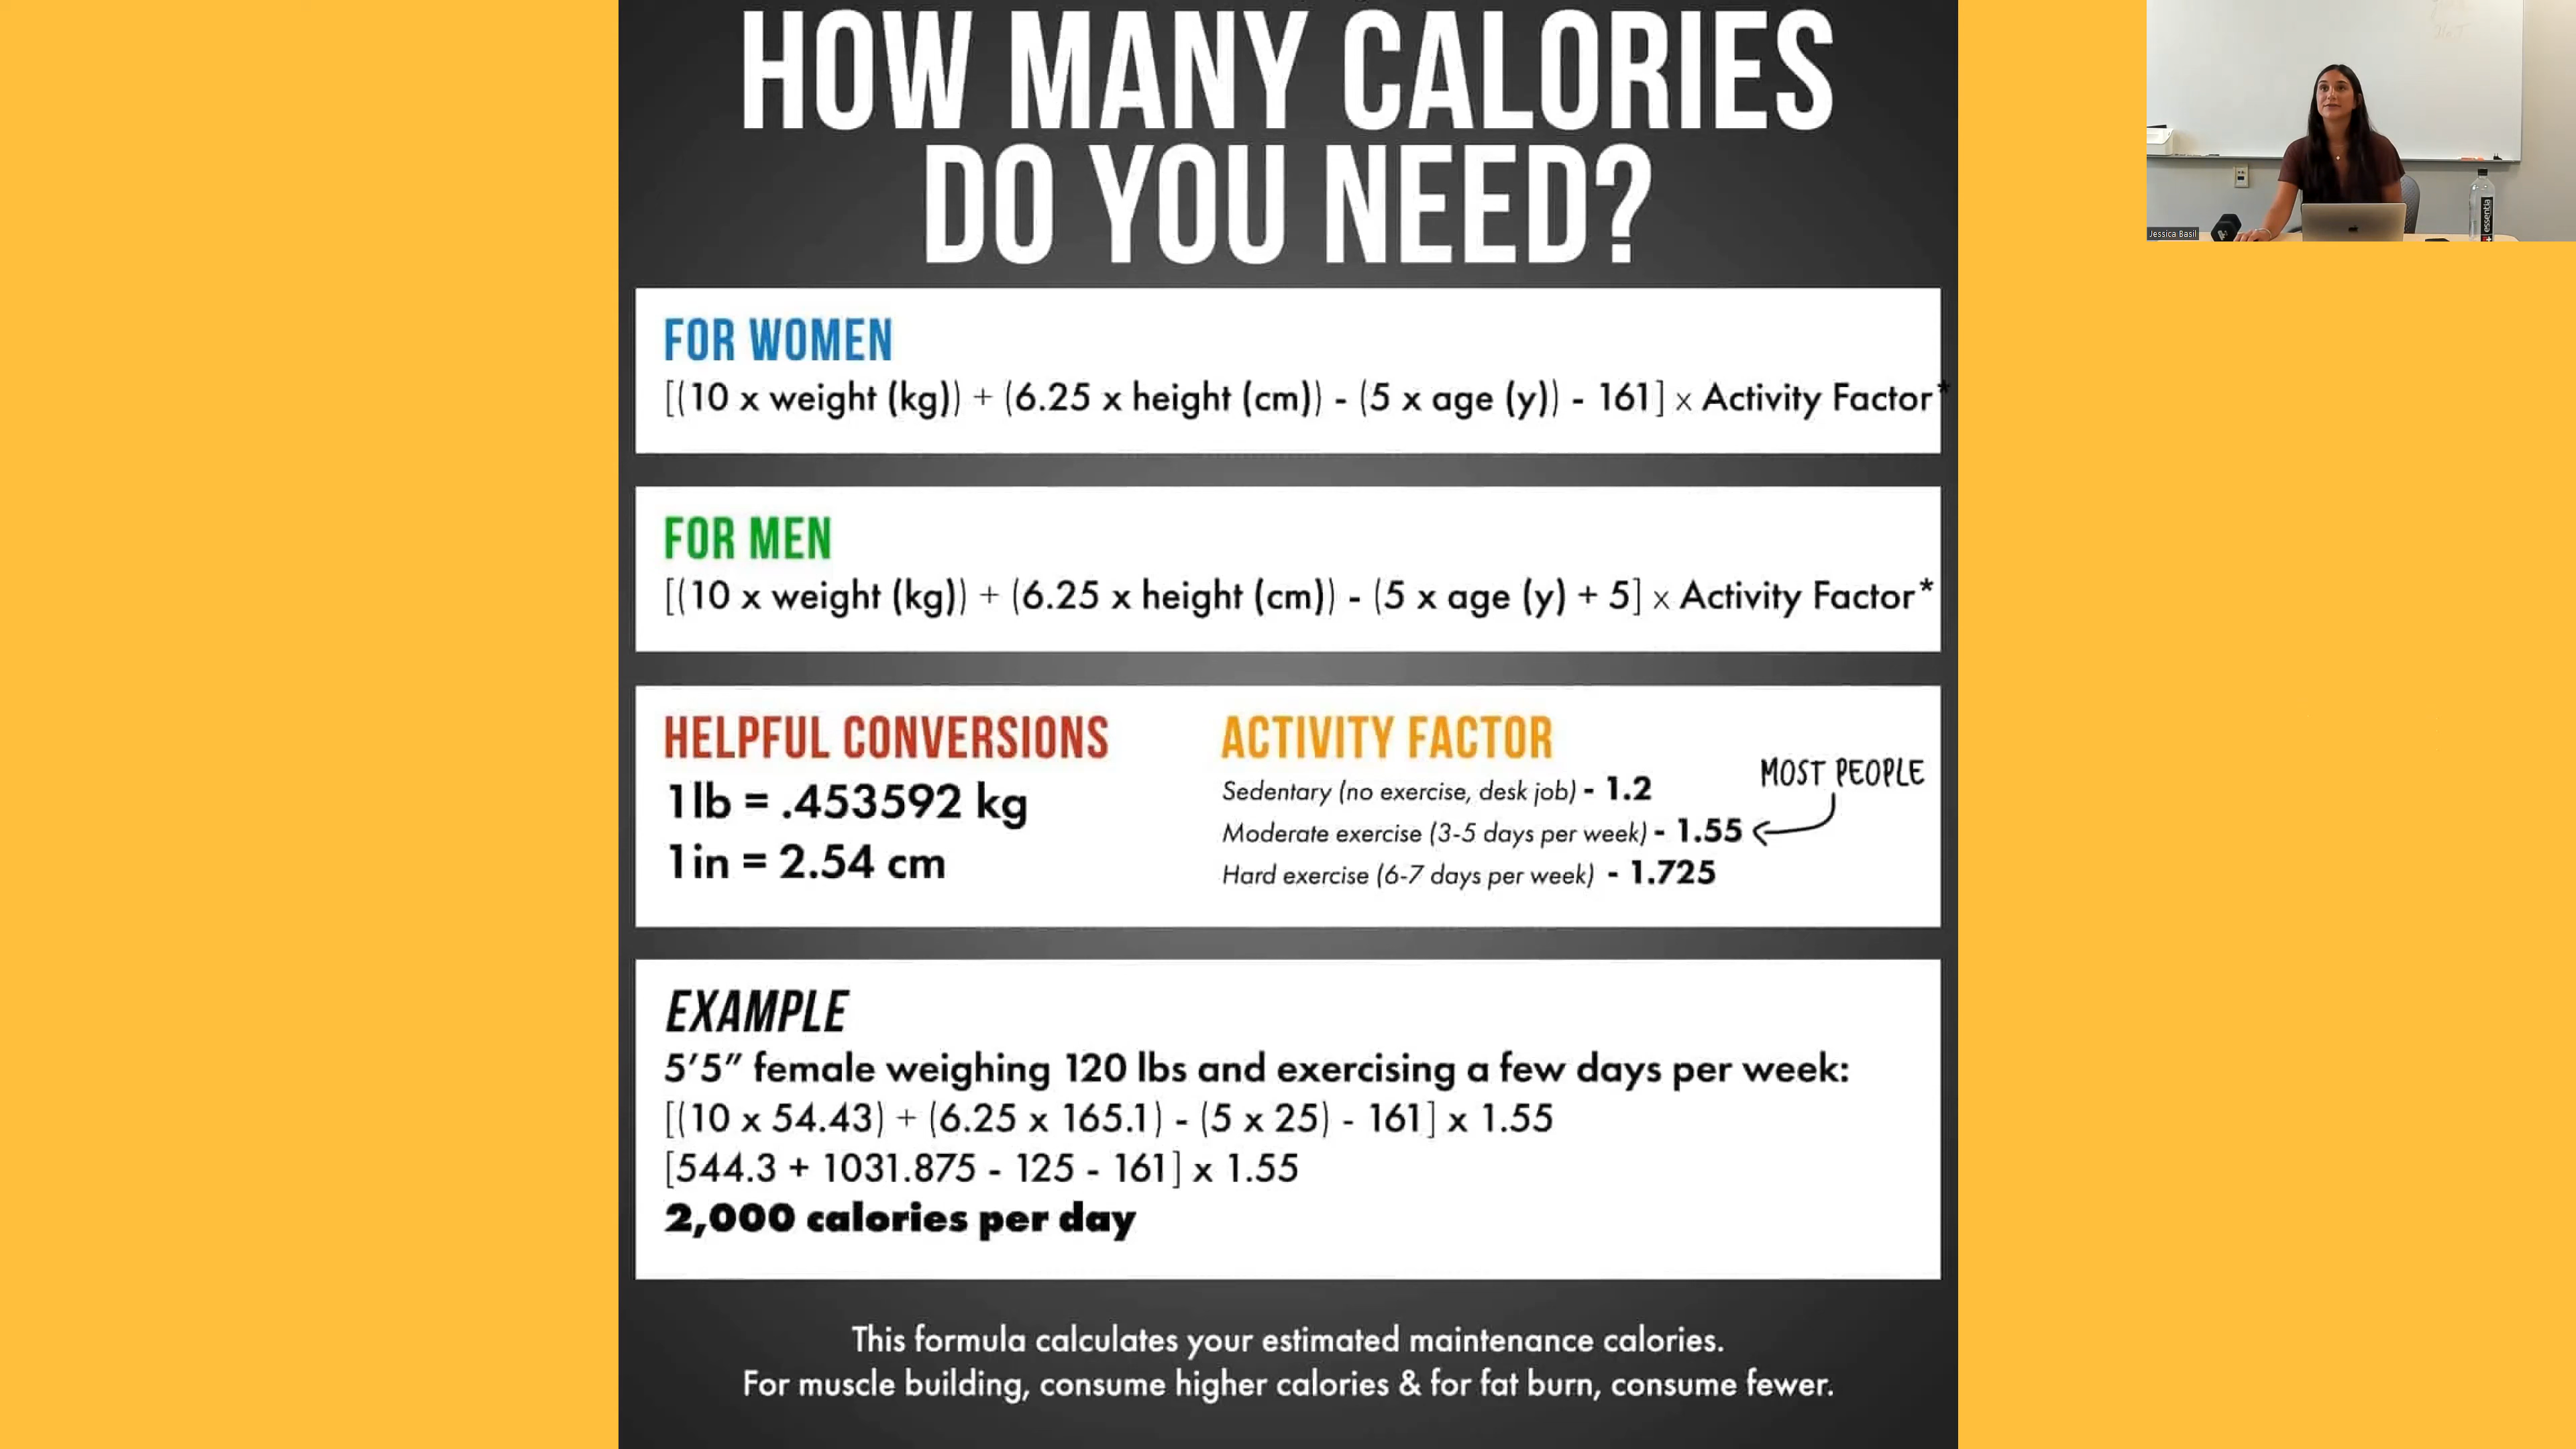 HOW MANY CALORIES
DO YOU NEED?
FOR WOMEN
[(10 x weight (kg)) + (6.25 x height (cm)) - (5 x age (y)) - 161] x Activity Factor*
FOR MEN
[(10 x weight (kg)) + (6.25 x height (cm)) - (5 x age (y) + 5] x Activity Factor*
HELPFUL CONVERSIONS
1 lb = .453592 kg
1 in = 2.54 cm
ACTIVITY FACTOR
Sedentary (no exercise, desk job) - 1.2
Moderate exercise (3-5 days per week) - 1.55
Hard exercise (6-7 days per week) - 1.725
MOST PEOPLE
EXAMPLE
5'5" female weighing 120 lbs and exercising a few days per week:
[(10 x 54.43) + (6.25 x 165.1) - (5 x 25) - 161] x 1.55
[544.3 + 1031.875 - 125 - 161] x 1.55
2,000 calories per day
This formula calculates your estimated maintenance calories.
For muscle building, consume higher calories & for fat burn, consume fewer.
Jessica Basil
essentia